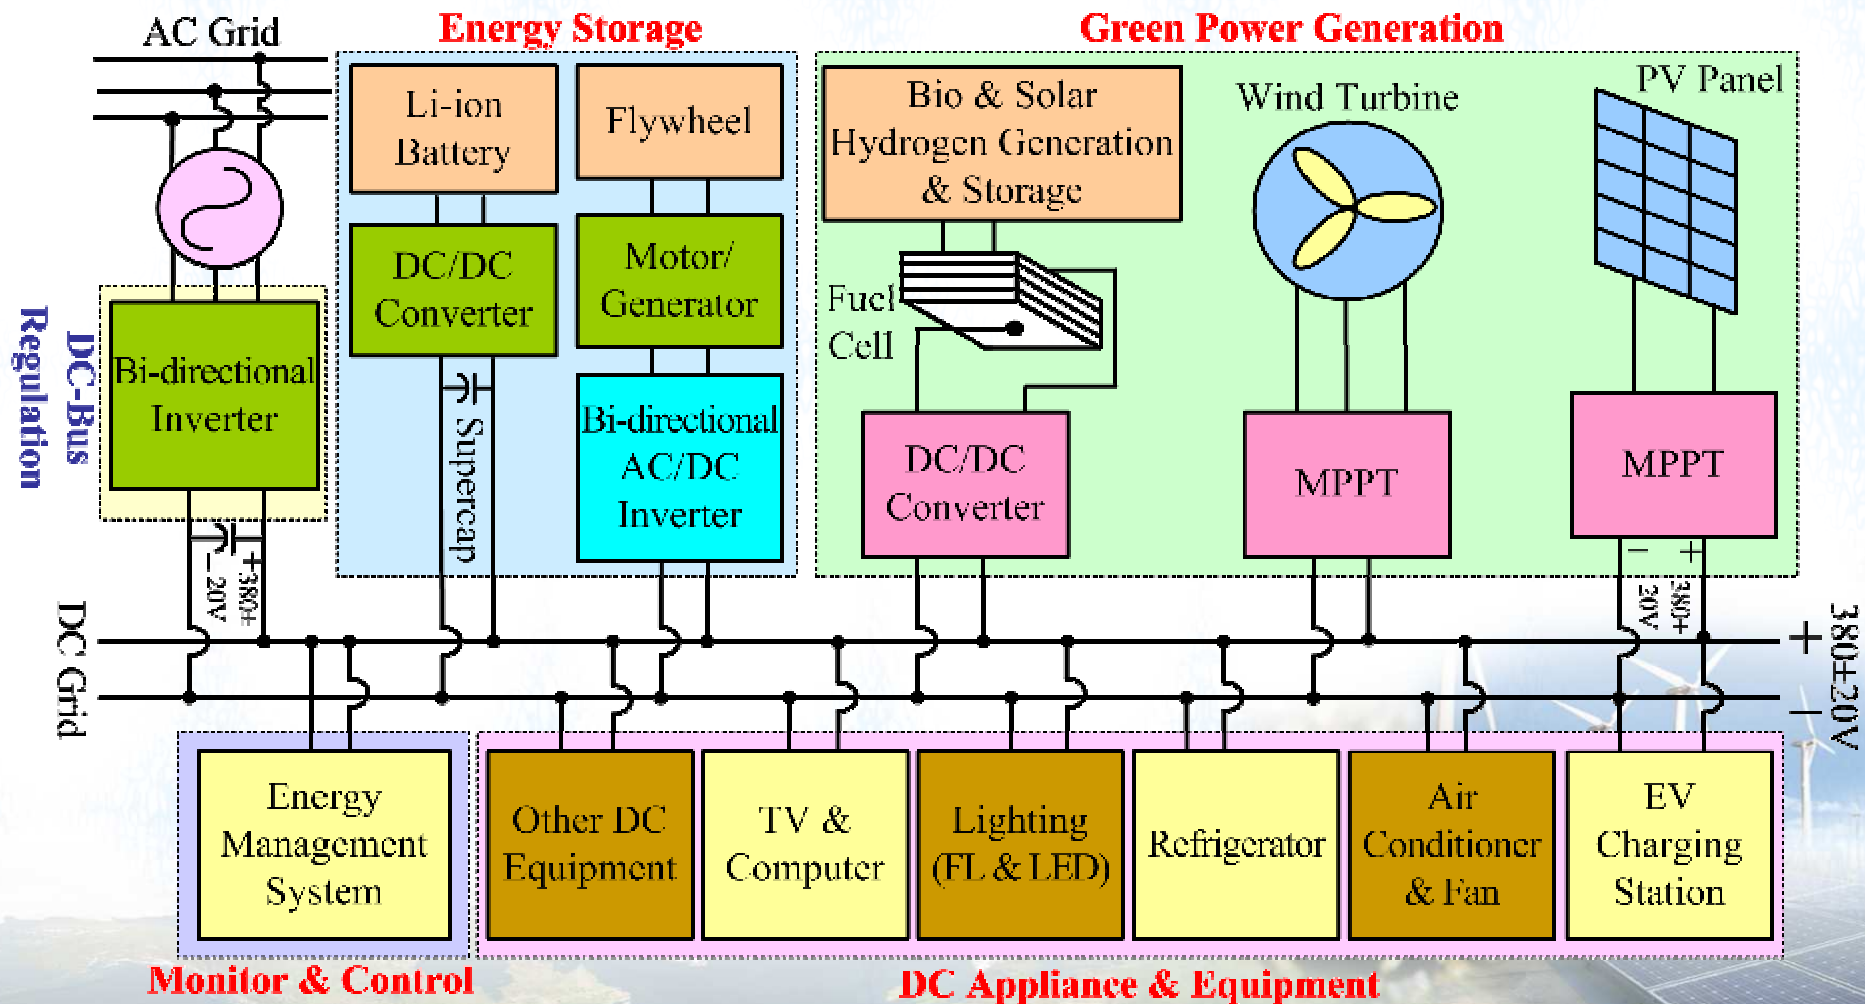 AC Grid
Energy Storage
Green Power Generation
Li-ion
Battery
Flywheel
Bio & Solar
Hydrogen Generation
& Storage
Wind Turbine
PV Panel
DC/DC
Converter
Motor/
Generator
Fuel
Cell
DC-Bus
Regulation
Bi-directional
Inverter
Supercap
Bi-directional
AC/DC
Inverter
DC/DC
Converter
MPPT
MPPT
− +
380±
20V
− +
380±
20V
DC Grid
+
−
380±20V
Energy
Management
System
Other DC
Equipment
TV &
Computer
Lighting
(FL & LED)
Refrigerator
Air
Conditioner
& Fan
EV
Charging
Station
Monitor & Control
DC Appliance & Equipment